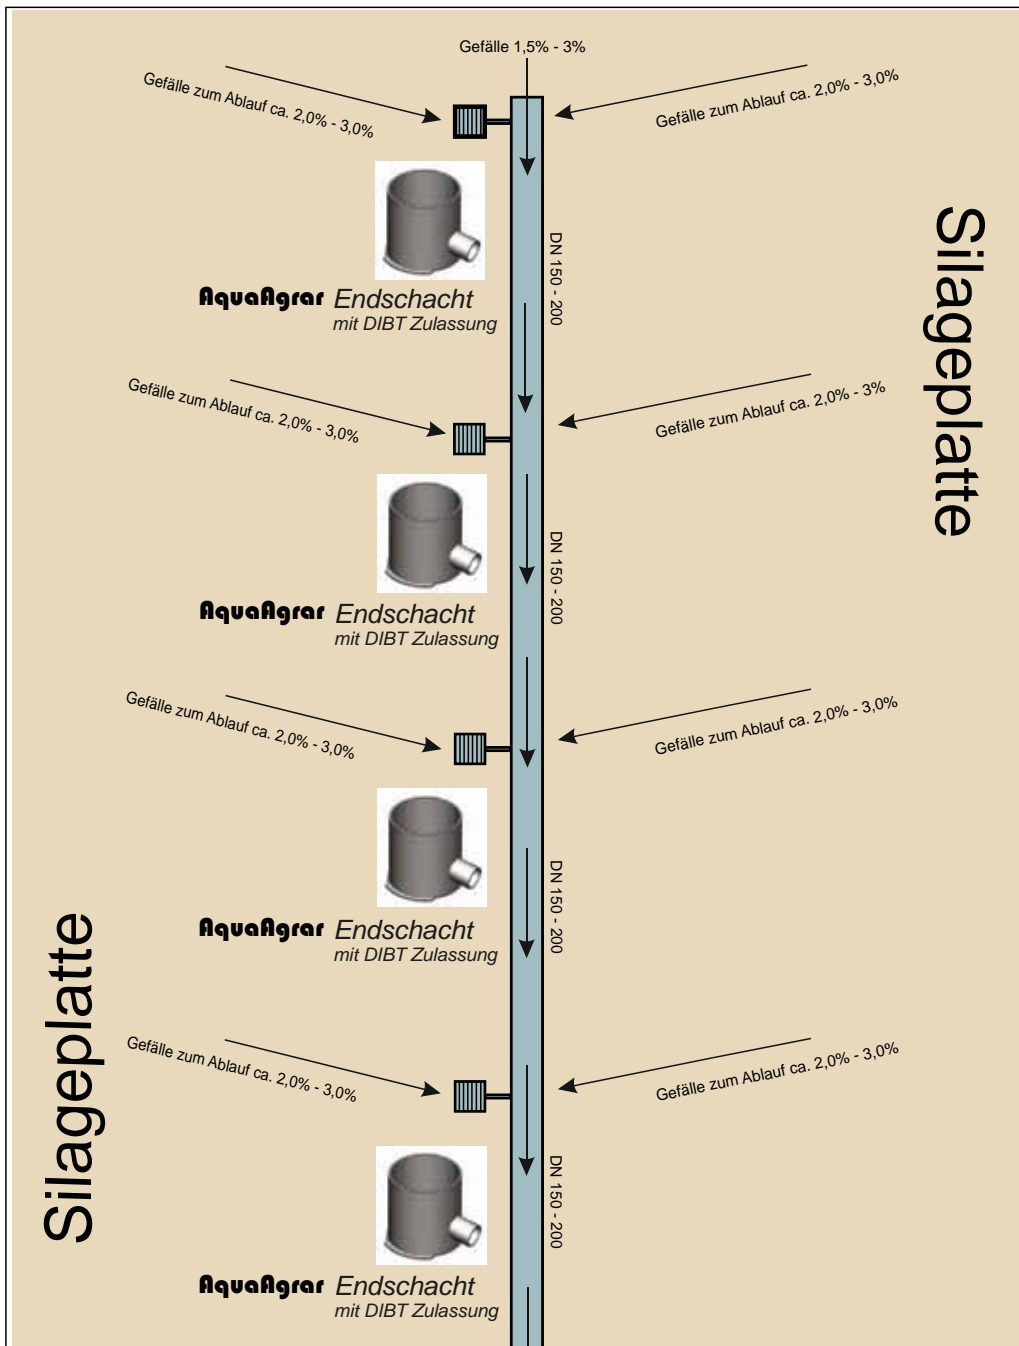 Gefälle 1,5% - 3%
Gefälle zum Ablauf ca. 2,0% - 3,0%
Gefälle zum Ablauf ca. 2,0% - 3,0%
DN 150 - 200
Silageplatte
AquaAgrar Endschacht
mit DIBT Zulassung
Gefälle zum Ablauf ca. 2,0% - 3,0%
Gefälle zum Ablauf ca. 2,0% - 3%
DN 150 - 200
AquaAgrar Endschacht
mit DIBT Zulassung
Gefälle zum Ablauf ca. 2,0% - 3,0%
Gefälle zum Ablauf ca. 2,0% - 3,0%
DN 150 - 200
AquaAgrar Endschacht
mit DIBT Zulassung
Silageplatte
Gefälle zum Ablauf ca. 2,0% - 3,0%
Gefälle zum Ablauf ca. 2,0% - 3,0%
DN 150 - 200
AquaAgrar Endschacht
mit DIBT Zulassung